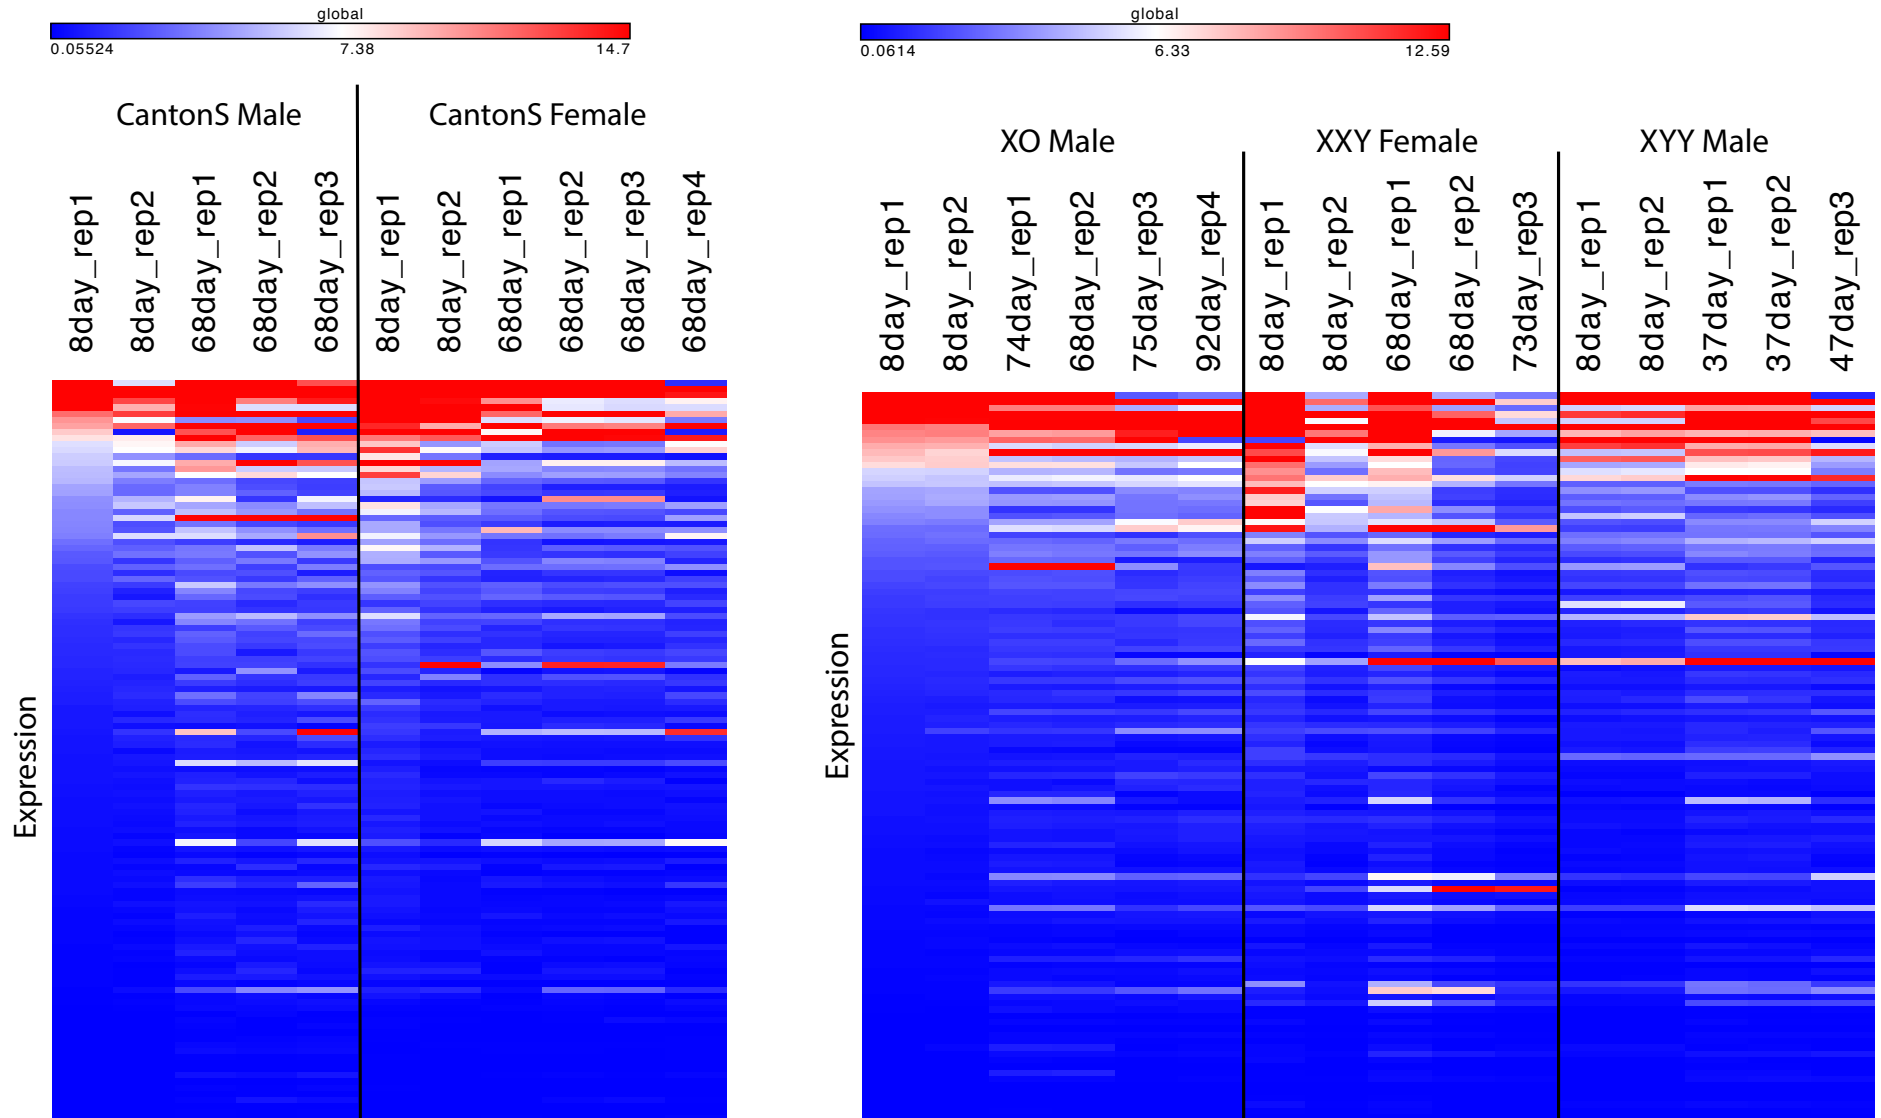 global
0.05524 7.38 14.7
CantonS Male CantonS Female
8day_rep1
8day_rep2
68day_rep1
68day_rep2
68day_rep3
8day_rep1
8day_rep2
68day_rep1
68day_rep2
68day_rep3
68day_rep4
Expression
global
0.0614 6.33 12.59
XO Male XXY Female XYY Male
8day_rep1
8day_rep2
74day_rep1
68day_rep2
75day_rep3
92day_rep4
8day_rep1
8day_rep2
68day_rep1
68day_rep2
73day_rep3
8day_rep1
8day_rep2
37day_rep1
37day_rep2
47day_rep3
Expression